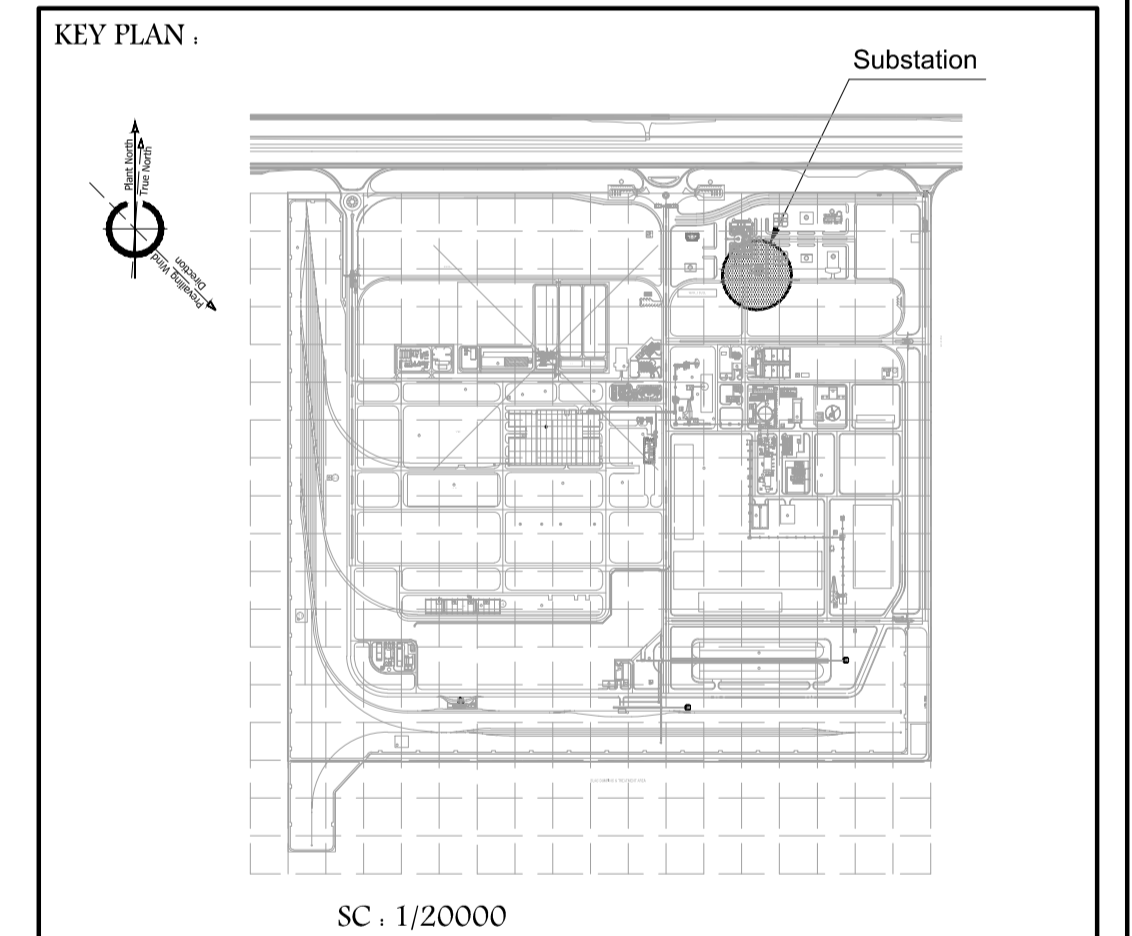 KEY PLAN :
Substation
Plant North
True North
Prevailing Wind
Direction
SC : 1/20000